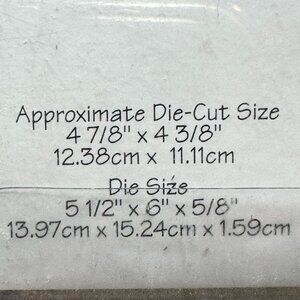 Approximate Die-Cut Size
4 7/8" x 4 3/8"
12.38cm x 11.11cm
Die Size
5 1/2" x 6" x 5/8"
13.97cm x 15.24cm x 1.59cm